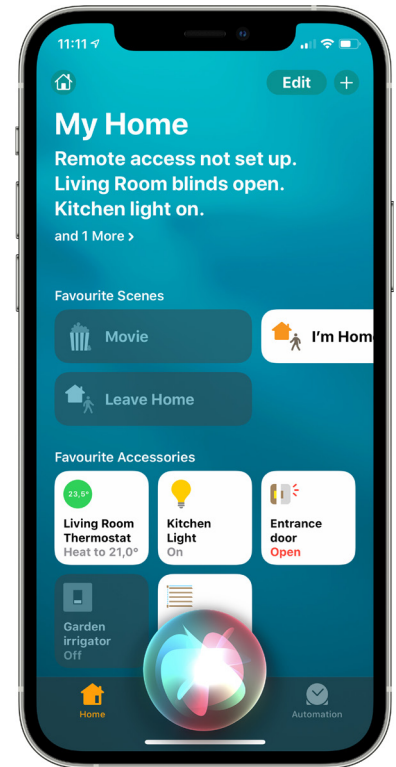 11:11
Edit
My Home
Remote access not set up.
Living Room blinds open.
Kitchen light on.
and 1 More >
Favourite Scenes
Movie
I'm Hom
Leave Home
Favourite Accessories
23,5°
Living Room
Thermostat
Heat to 21,0°
Kitchen
Light
On
Entrance
door
Open
Garden
irrigator
Off
Home
Automation